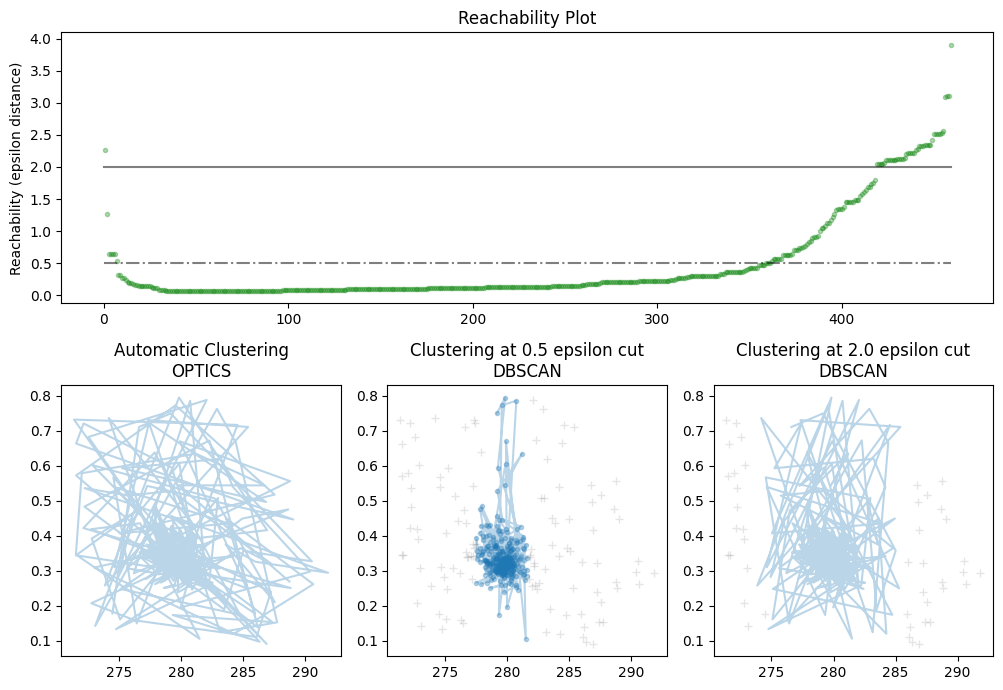 Reachability Plot
Reachability (epsilon distance)
4.0
3.5
3.0
2.5
2.0
1.5
1.0
0.5
0.0
0 100 200 300 400
Automatic Clustering
OPTICS
0.8
0.7
0.6
0.5
0.4
0.3
0.2
0.1
275 280 285 290
Clustering at 0.5 epsilon cut
DBSCAN
0.8
0.7
0.6
0.5
0.4
0.3
0.2
0.1
275 280 285 290
Clustering at 2.0 epsilon cut
DBSCAN
0.8
0.7
0.6
0.5
0.4
0.3
0.2
0.1
275 280 285 290